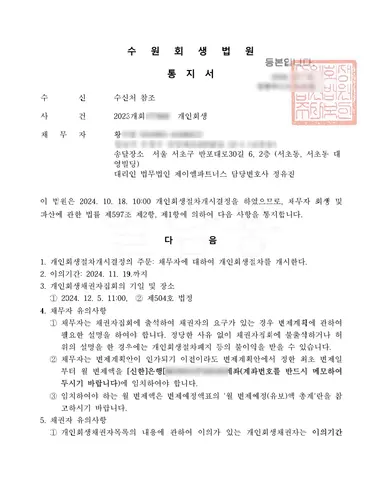 수 원 회 생 법 원
등본입니다.
통 지 서
수 신 수신처 참조
사 건 2023개회 개인회생
채 무 자 황
송달장소 서울 서초구 반포대로30길 6, 2층 (서초동, 서초동 대
영빌딩)
대리인 법무법인 제이엘파트너스 담당변호사 정유진
이 법원은 2024. 10. 18. 10:00 개인회생절차개시결정을 하였으므로, 채무자 회생 및
파산에 관한 법률 제597조 제2항, 제1항에 의하여 다음 사항을 통지합니다.
다 음
1. 개인회생절차개시결정의 주문: 채무자에 대하여 개인회생절차를 개시한다.
2. 이의기간: 2024. 11. 19.까지
3. 개인회생채권자집회의 기일 및 장소
① 2024. 12. 5. 11:00, ② 제504호 법정
4. 채무자 유의사항
① 채무자는 채권자집회에 출석하여 채권자의 요구가 있는 경우 변제계획에 관하여
필요한 설명을 하여야 합니다. 정당한 사유 없이 채권자집회에 불출석하거나 허
위의 설명을 한 경우에는 개인회생절차폐지 등의 불이익을 받을 수 있습니다.
② 채무자는 변제계획안이 인가되기 이전이라도 변제계획안에서 정한 최초 변제일
부터 월 변제액을 [신한]은행 계좌(계좌번호를 반드시 메모하여
두시기 바랍니다)에 임치하여야 합니다.
③ 임치하여야 하는 월 변제액은 변제예정액표의 '월 변제예정(유보)액 총계'란을 참
고하시기 바랍니다.
5. 채권자 유의사항
① 개인회생채권자목록의 내용에 관하여 이의가 있는 개인회생채권자는 이의기간